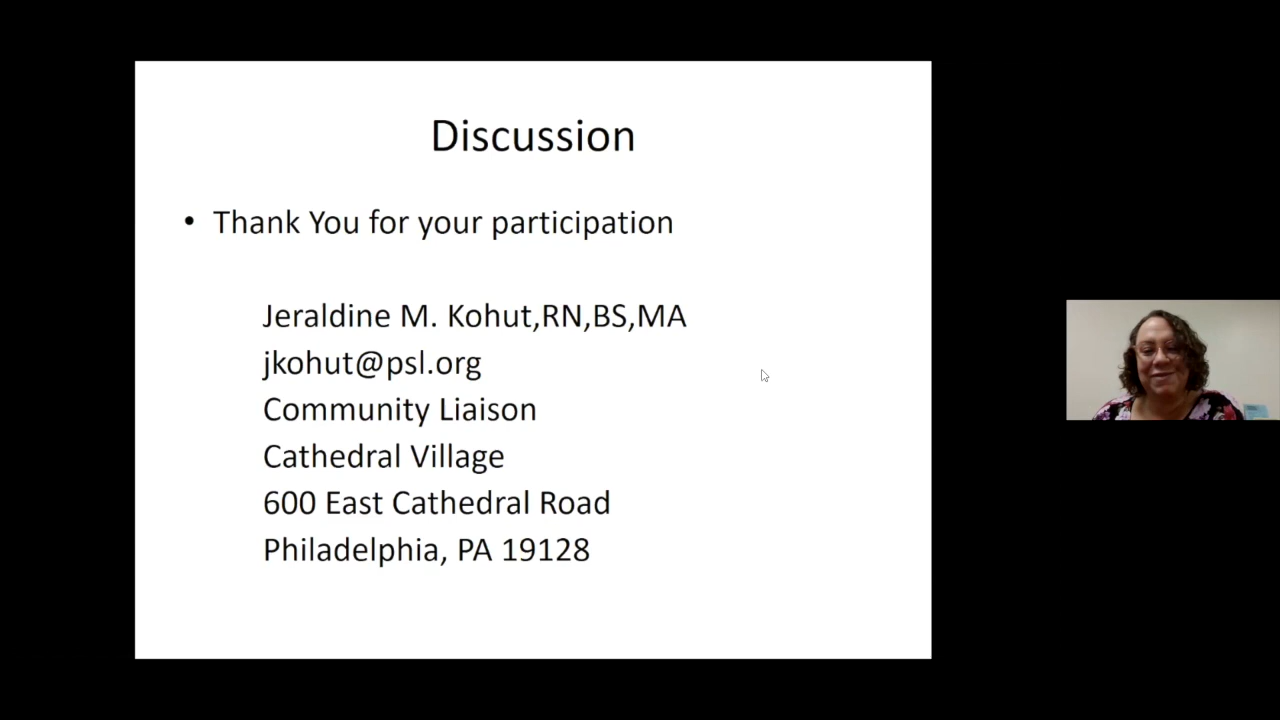 Discussion
• Thank You for your participation
Jeraldine M. Kohut,RN,BS,MA
jkohut@psl.org
Community Liaison
Cathedral Village
600 East Cathedral Road
Philadelphia, PA 19128